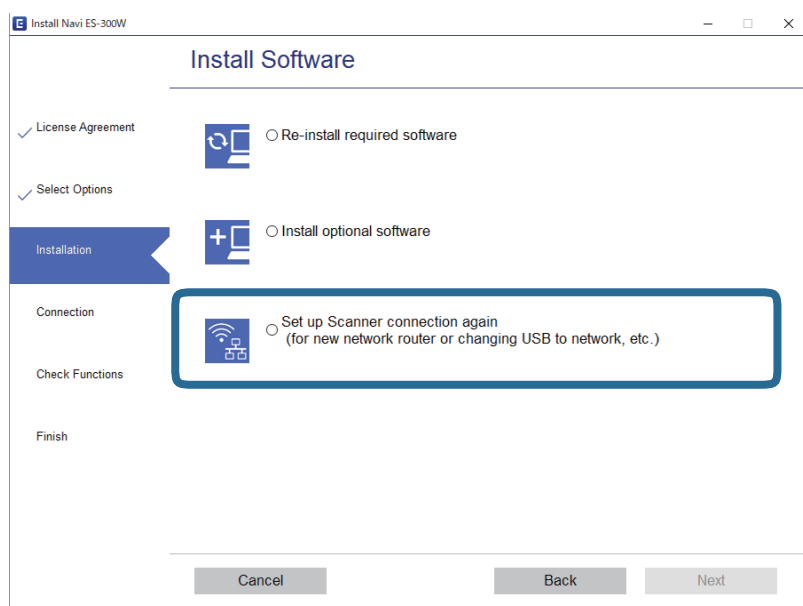 E Install Navi ES-300W
Install Software
License Agreement
Select Options
Installation
Connection
Check Functions
Finish
Re-install required software
Install optional software
Set up Scanner connection again
(for new network router or changing USB to network, etc.)
Cancel
Back
Next